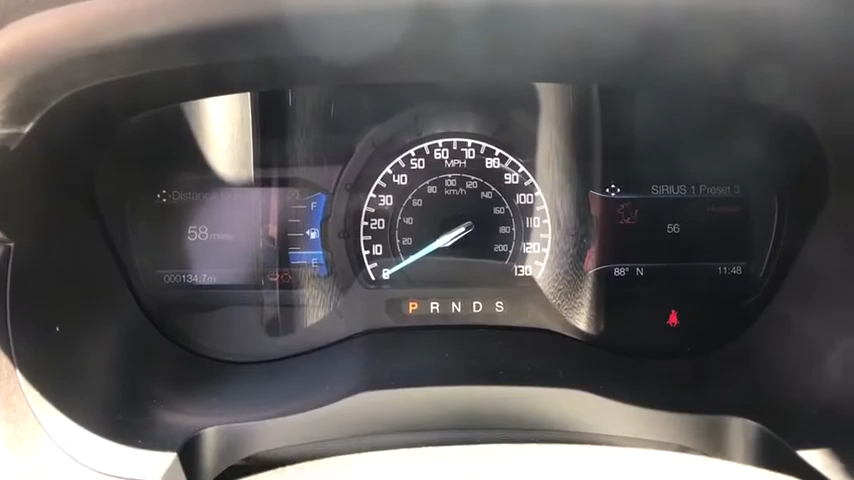 Distance
58 miles
000134.7 mi
F
E
0 10 20 30 40 50 60 70 80 90 100 110 120 130
MPH
20 40 60 80 100 120 140 160 180 200
km/h
P R N D S
SIRIUS 1 Preset 3
56
88° N
11:48